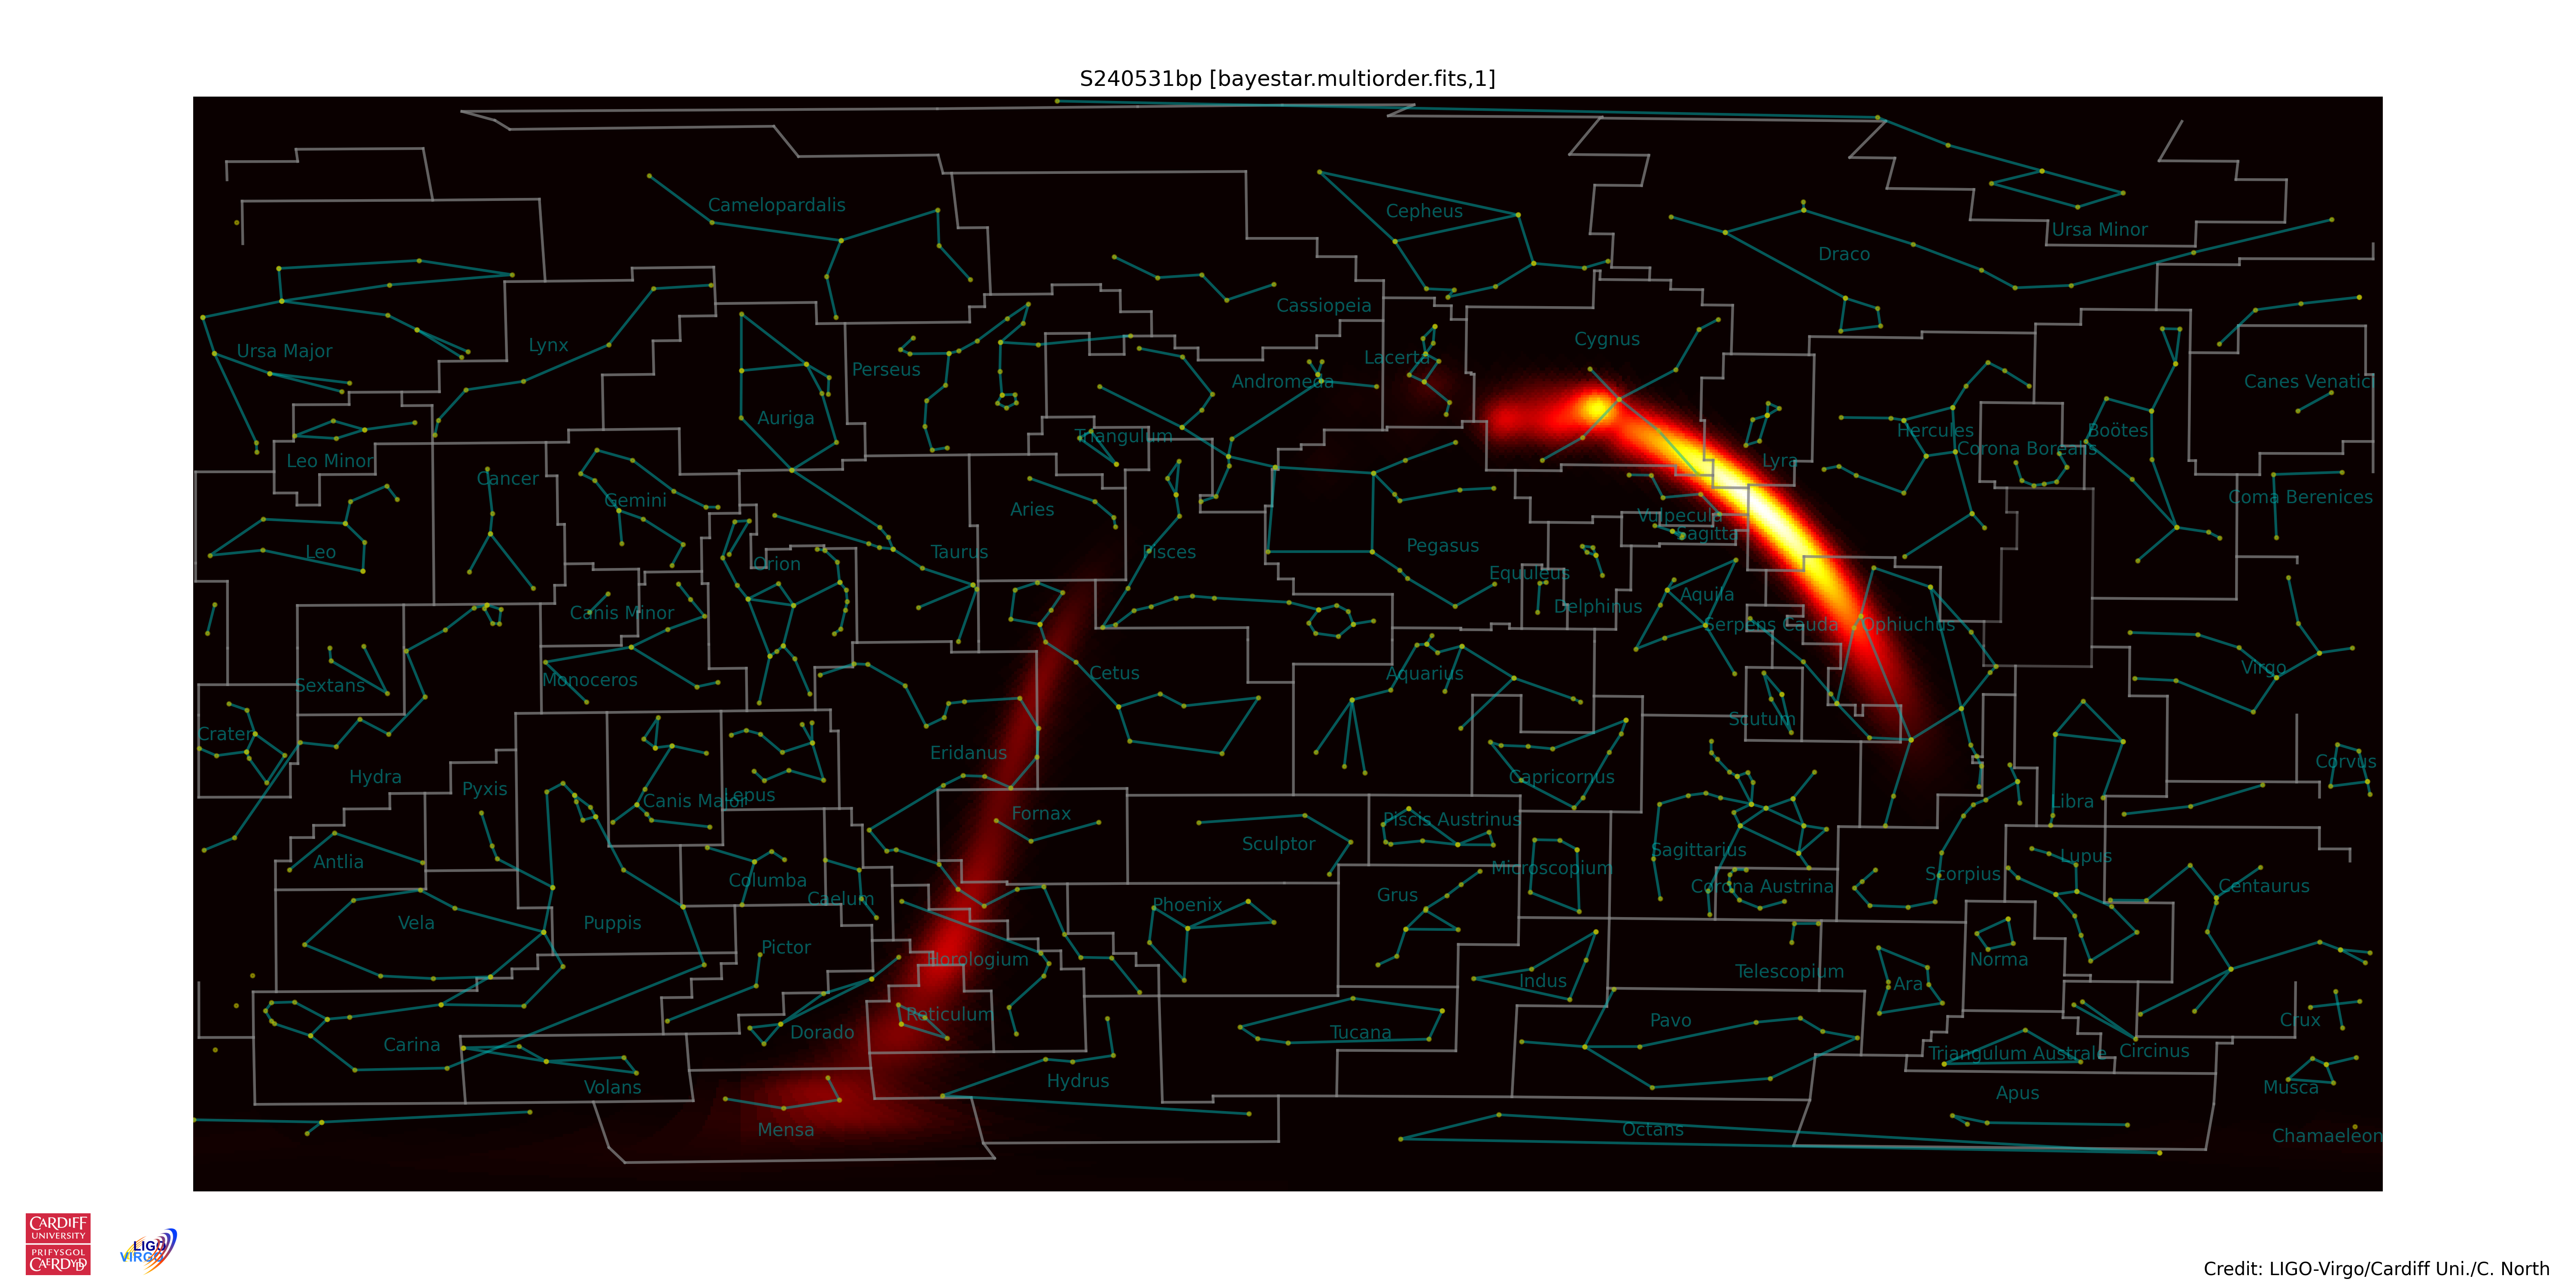 S240531bp [bayestar.multiorder.fits,1]
Camelopardalis
Cepheus
Ursa Minor
Draco
Cassiopeia
Ursa Major
Lynx
Perseus
Cygnus
Lacerta
Andromeda
Canes Venatici
Auriga
Triangulum
Hercules
Boötes
Corona Borealis
Leo Minor
Lyra
Cancer
Gemini
Coma Berenices
Aries
Vulpecula
Sagitta
Leo
Orion
Taurus
Pisces
Pegasus
Equuleus
Canis Minor
Delphinus
Aquila
Serpens Cauda
Ophiuchus
Sextans
Monoceros
Cetus
Aquarius
Virgo
Crater
Scutum
Eridanus
Hydra
Capricornus
Corvus
Pyxis
Canis Major
Lepus
Libra
Fornax
Piscis Austrinus
Sculptor
Antlia
Sagittarius
Lupus
Microscopium
Columba
Corona Austrina
Scorpius
Centaurus
Caelum
Grus
Phoenix
Vela
Puppis
Pictor
Horologium
Norma
Telescopium
Indus
Ara
Reticulum
Dorado
Tucana
Pavo
Crux
Carina
Triangulum Australe
Circinus
Volans
Hydrus
Apus
Musca
Mensa
Octans
Chamaeleon
CARDIFF
UNIVERSITY
PRIFYSGOL
CAERDYDD
LIGO
VIRGO
Credit: LIGO-Virgo/Cardiff Uni./C. North